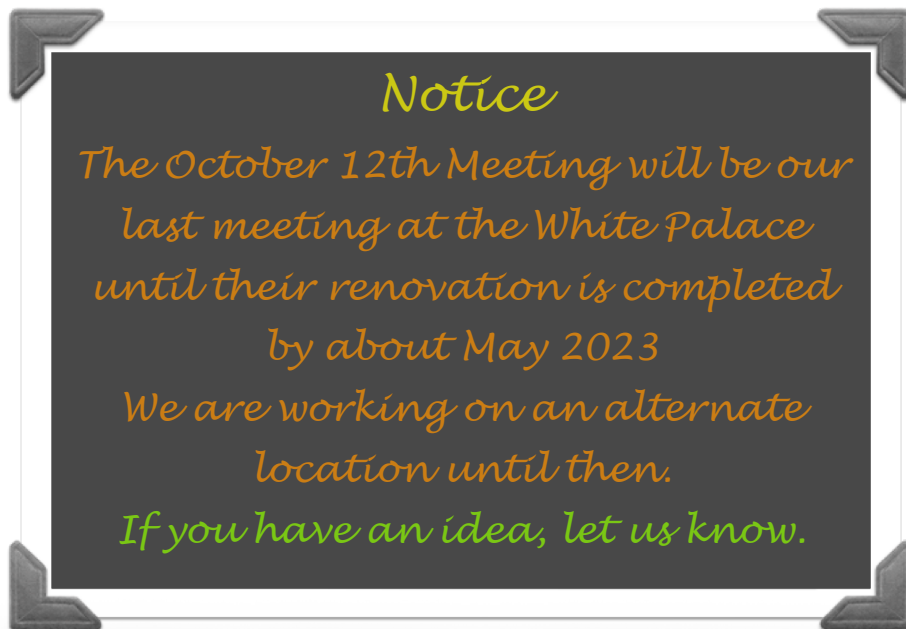 Notice
The October 12th Meeting will be our
last meeting at the White Palace
until their renovation is completed
by about May 2023
We are working on an alternate
location until then.
If you have an idea, let us know.